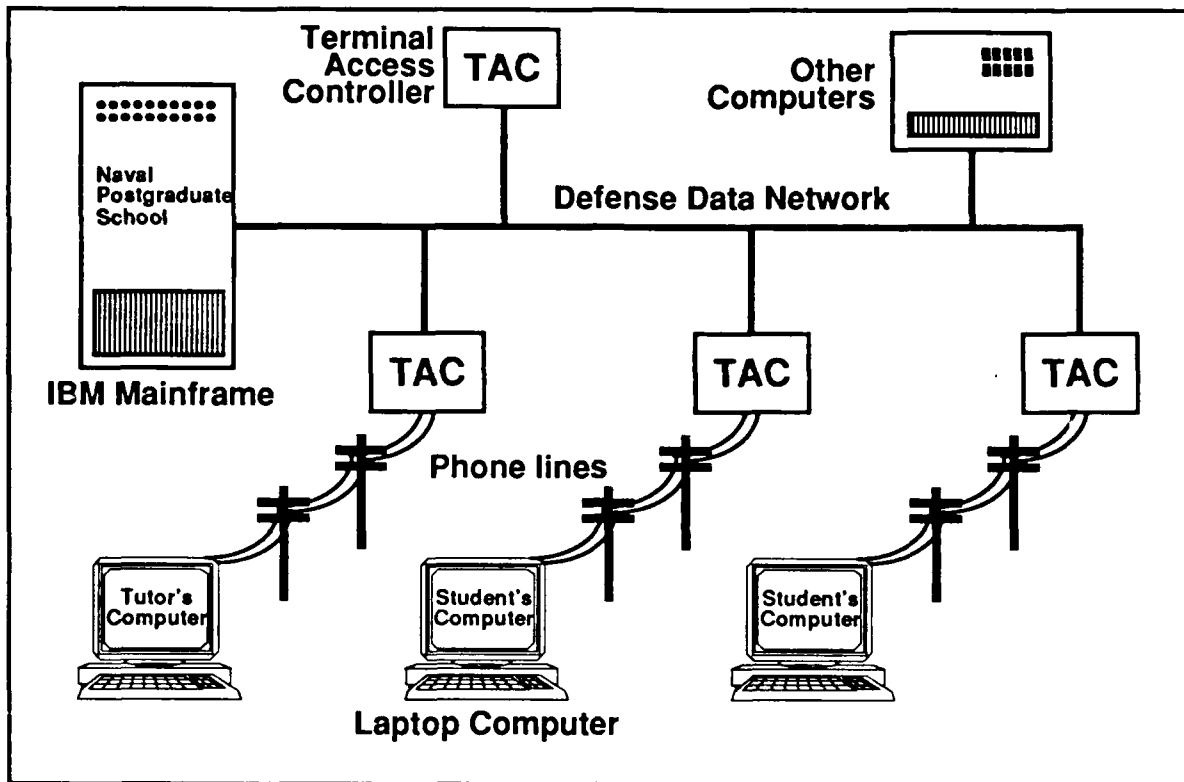 Terminal
Access
Controller
TAC
Other
Computers
Naval
Postgraduate
School
Defense Data Network
IBM Mainframe
TAC
TAC
TAC
Phone lines
Tutor's
Computer
Student's
Computer
Student's
Computer
Laptop Computer